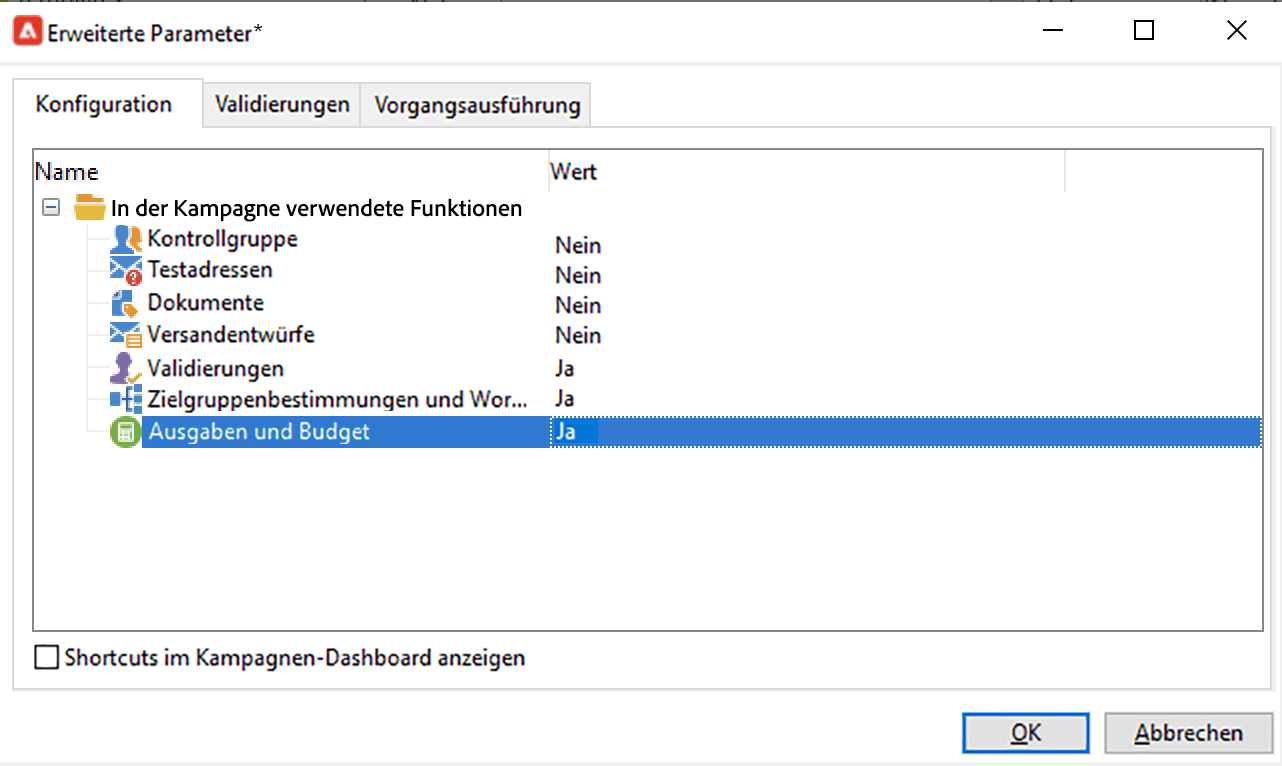 Erweiterte Parameter*
Konfiguration Validierungen Vorgangsausführung
Name Wert
In der Kampagne verwendete Funktionen
Kontrollgruppe Nein
Testadressen Nein
Dokumente Nein
Versandentwürfe Nein
Validierungen Ja
Zielgruppenbestimmungen und Wor... Ja
Ausgaben und Budget Ja
Shortcuts im Kampagnen-Dashboard anzeigen
OK Abbrechen